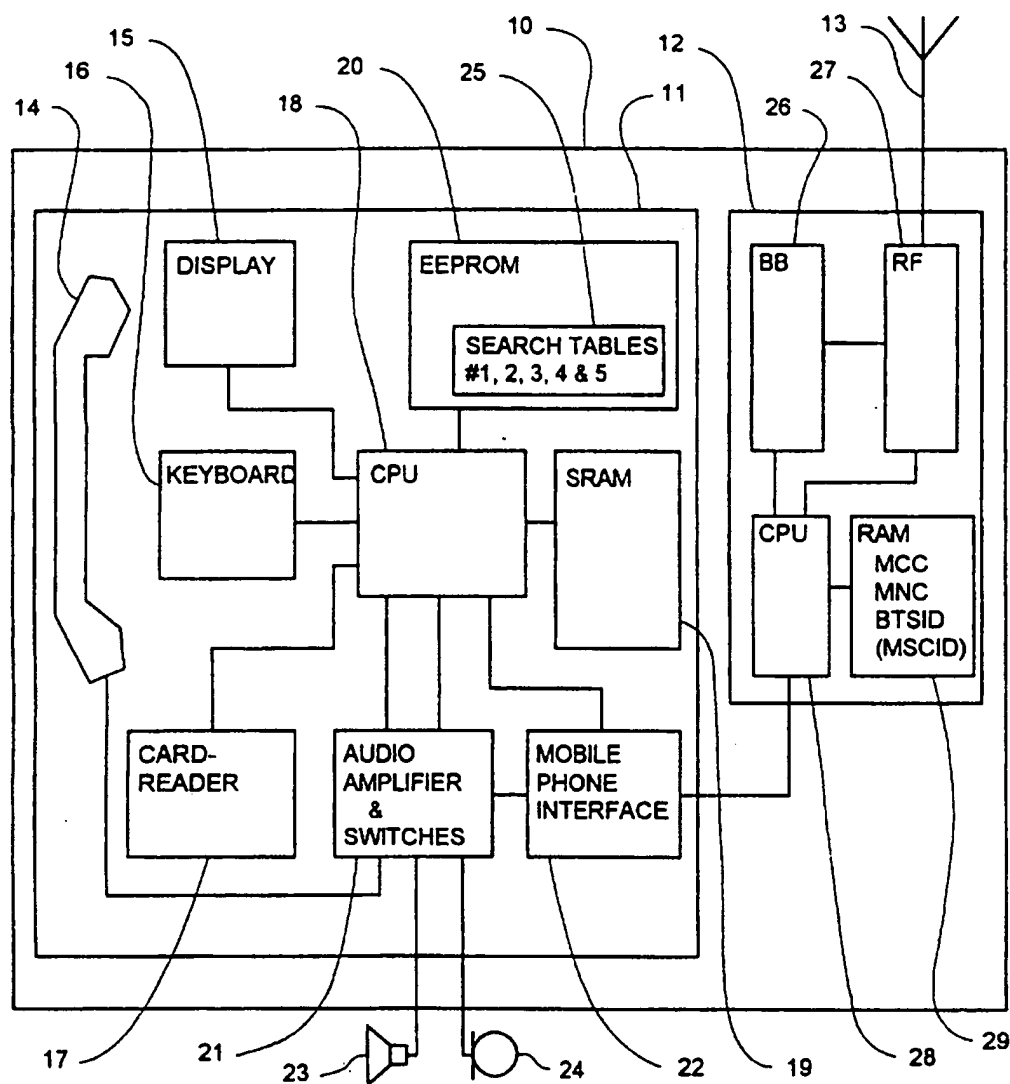 10
15
20
25
12
13
16
18
11
27
14
26
DISPLAY
EEPROM
SEARCH TABLES
#1, 2, 3, 4 & 5
BB
RF
KEYBOARD
CPU
SRAM
CPU
RAM
MCC
MNC
BTSID
(MSCID)
CARD-
READER
AUDIO
AMPLIFIER
&
SWITCHES
MOBILE
PHONE
INTERFACE
17
21
23
24
22
19
28
29